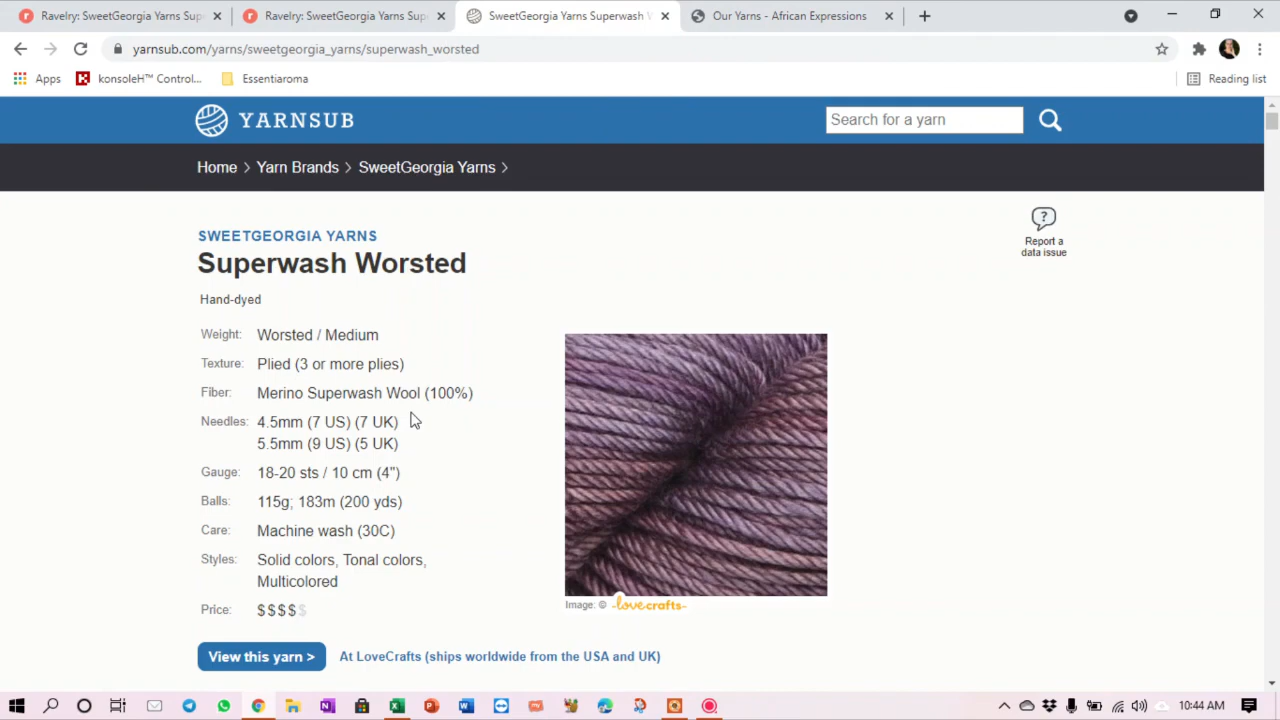 Ravelry: SweetGeorgia Yarns Sup
Ravelry: SweetGeorgia Yarns Sup
SweetGeorgia Yarns Superwash W
Our Yarns - African Expressions
yarnsub.com/yarns/sweetgeorgia_yarns/superwash_worsted
Apps
konsoleH™ Control...
Essentiaroma
Reading list
YARNSUB
Search for a yarn
Home > Yarn Brands > SweetGeorgia Yarns >
?
Report a
data issue
SWEETGEORGIA YARNS
Superwash Worsted
Hand-dyed
Weight: Worsted / Medium
Texture: Plied (3 or more plies)
Fiber: Merino Superwash Wool (100%)
Needles: 4.5mm (7 US) (7 UK)
5.5mm (9 US) (5 UK)
Gauge: 18-20 sts / 10 cm (4")
Balls: 115g; 183m (200 yds)
Care: Machine wash (30C)
Styles: Solid colors, Tonal colors,
Multicolored
Price: $$$$$
Image: © lovecrafts
View this yarn >
At LoveCrafts (ships worldwide from the USA and UK)
10:44 AM